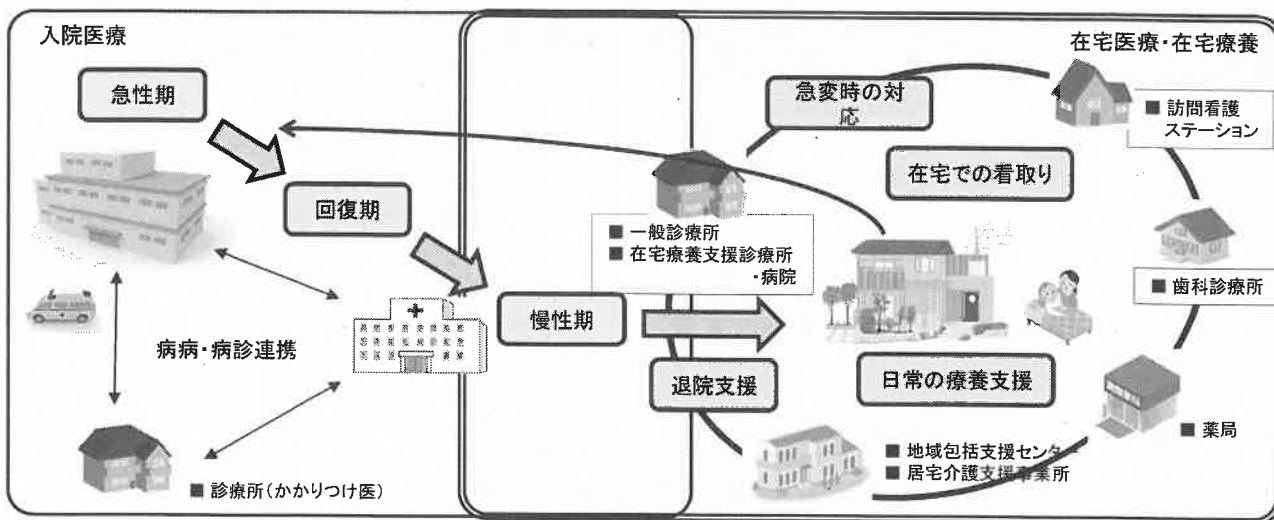 入院医療
急性期
回復期
慢性期
病病・病診連携
■ 診療所(かかりつけ医)
在宅医療・在宅療養
急変時の対
応
在宅での看取り
■ 訪問看護
ステーション
■ 一般診療所
■ 在宅療養支援診療所
・病院
■ 歯科診療所
退院支援
日常の療養支援
■ 薬局
■ 地域包括支援センター
■ 居宅介護支援事業所